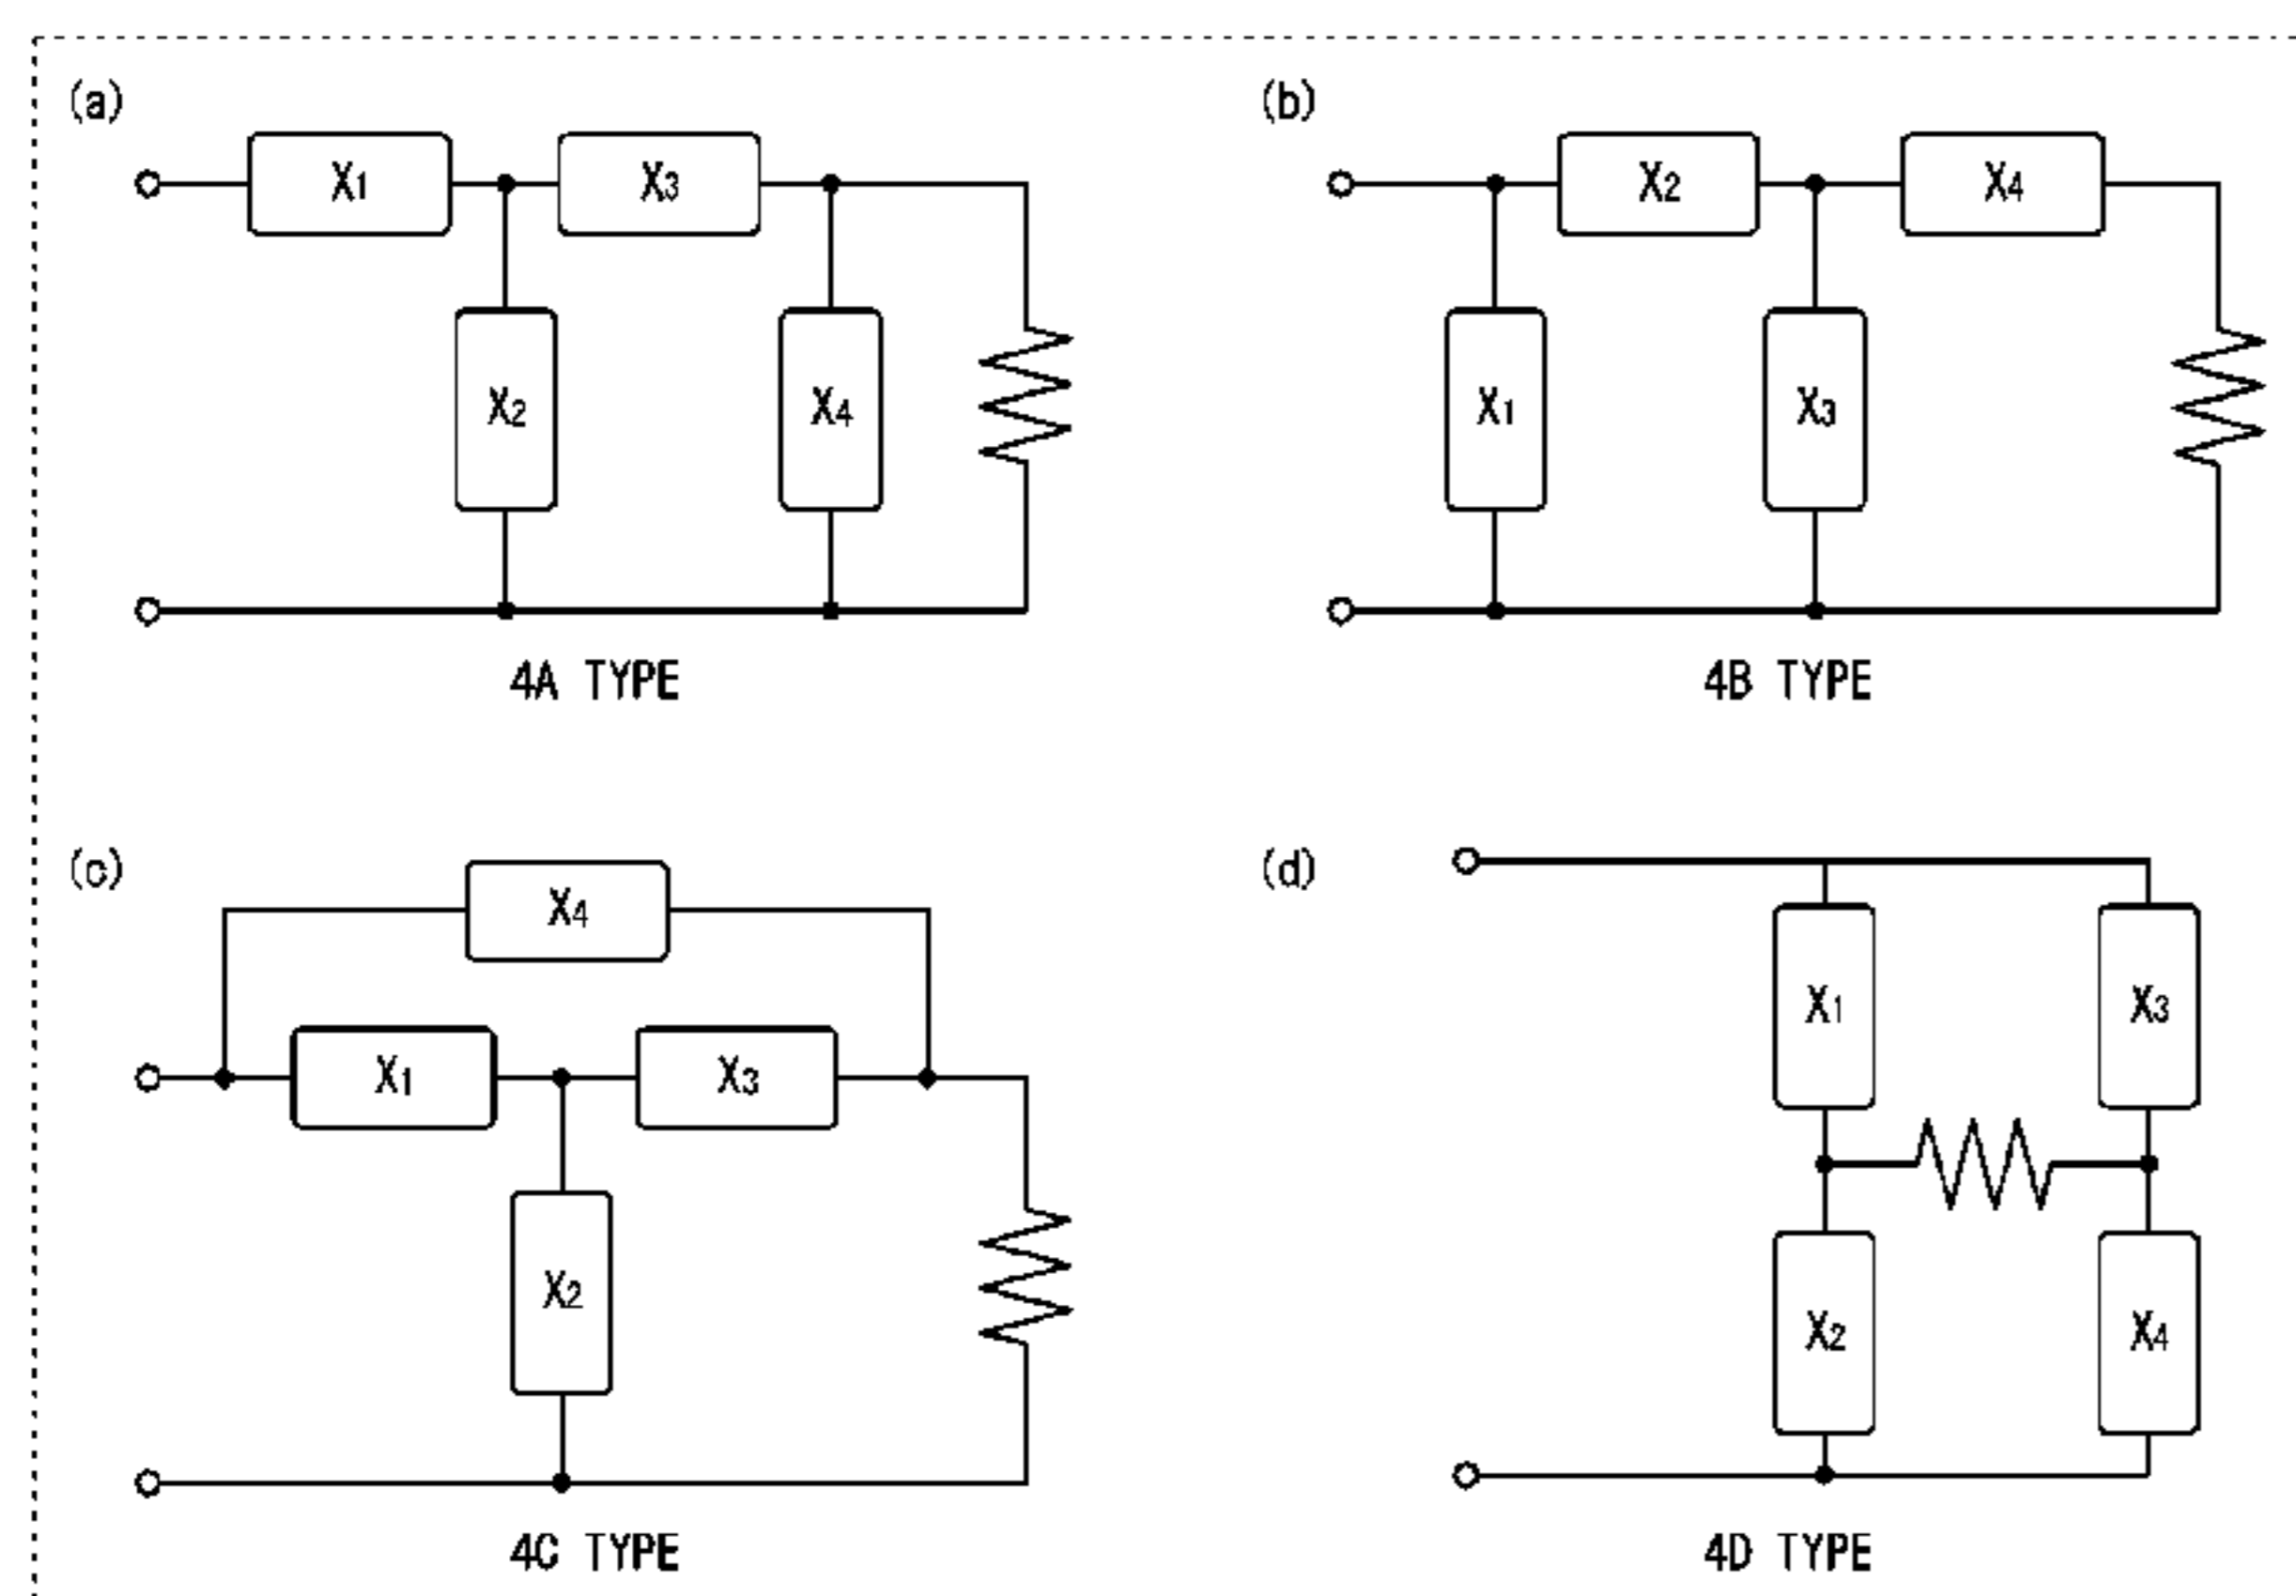 (a)
X1
X3
X2
X4
4A TYPE
(b)
X2
X4
X1
X3
4B TYPE
(c)
X4
X1
X3
X2
4C TYPE
(d)
X1
X3
X2
X4
4D TYPE